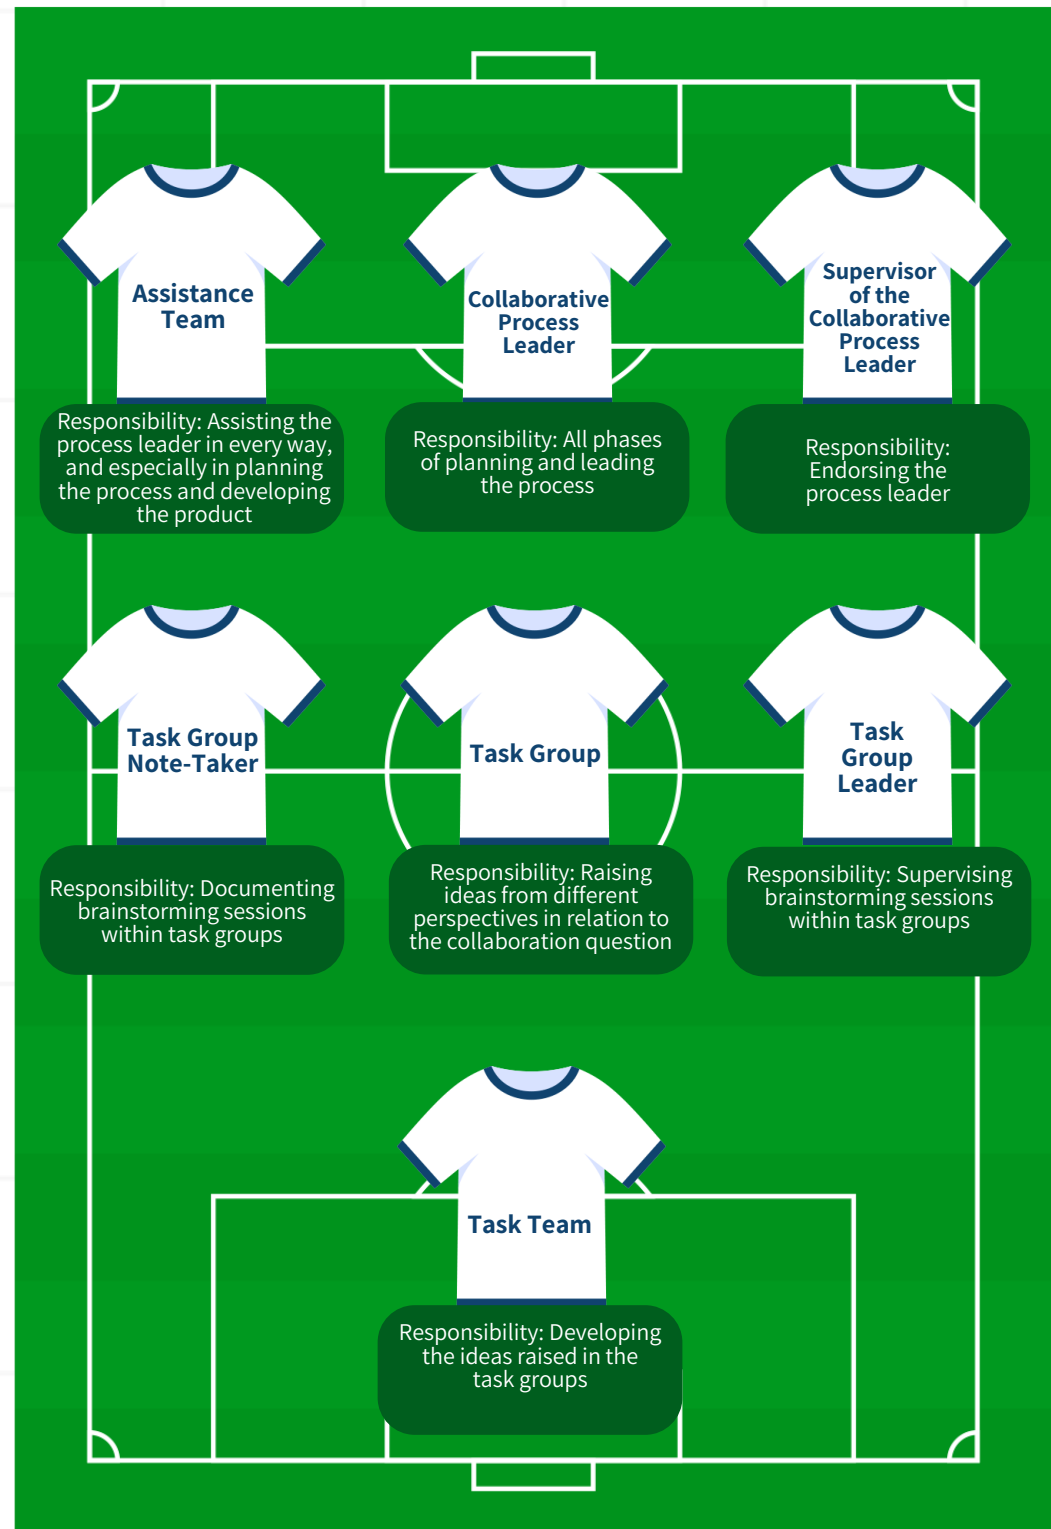 Assistance
Team
Responsibility: Assisting the
process leader in every way,
and especially in planning
the process and developing
the product
Collaborative
Process
Leader
Responsibility: All phases
of planning and leading
the process
Supervisor
of the
Collaborative
Process
Leader
Responsibility:
Endorsing the
process leader
Task Group
Note-Taker
Responsibility: Documenting
brainstorming sessions
within task groups
Task Group
Responsibility: Raising
ideas from different
perspectives in relation to
the collaboration question
Task
Group
Leader
Responsibility: Supervising
brainstorming sessions
within task groups
Task Team
Responsibility: Developing
the ideas raised in the
task groups